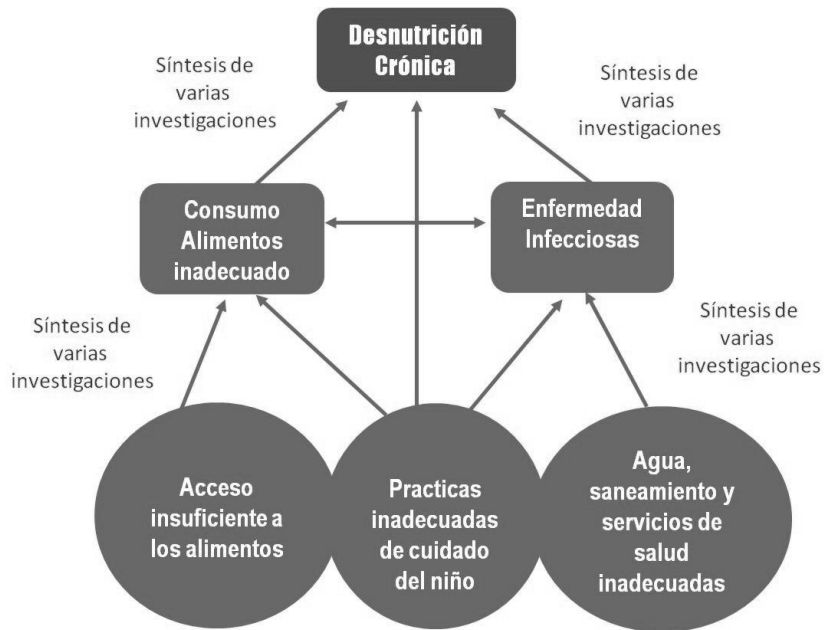 Desnutrición
Crónica
Síntesis de
varias
investigaciones
Síntesis de
varias
investigaciones
Consumo
Alimentos
inadecuado
Enfermedad
Infecciosas
Síntesis de
varias
investigaciones
Síntesis de
varias
investigaciones
Acceso
insuficiente a
los alimentos
Practicas
inadecuadas
de cuidado
del niño
Agua,
saneamiento y
servicios de
salud
inadecuadas